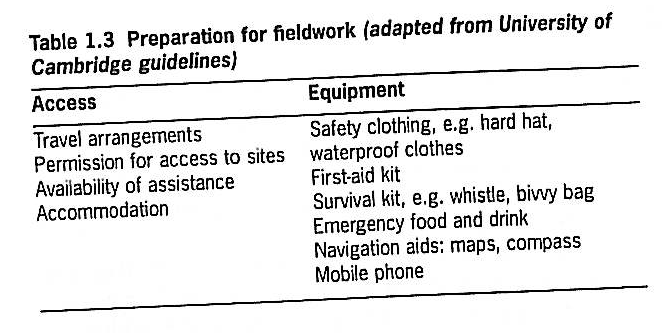 Table 1.3 Preparation for fieldwork (adapted from University of
Cambridge guidelines)
Access
Equipment
Travel arrangements
Permission for access to sites
Availability of assistance
Accommodation
Safety clothing, e.g. hard hat,
waterproof clothes
First-aid kit
Survival kit, e.g. whistle, bivvy bag
Emergency food and drink
Navigation aids: maps, compass
Mobile phone